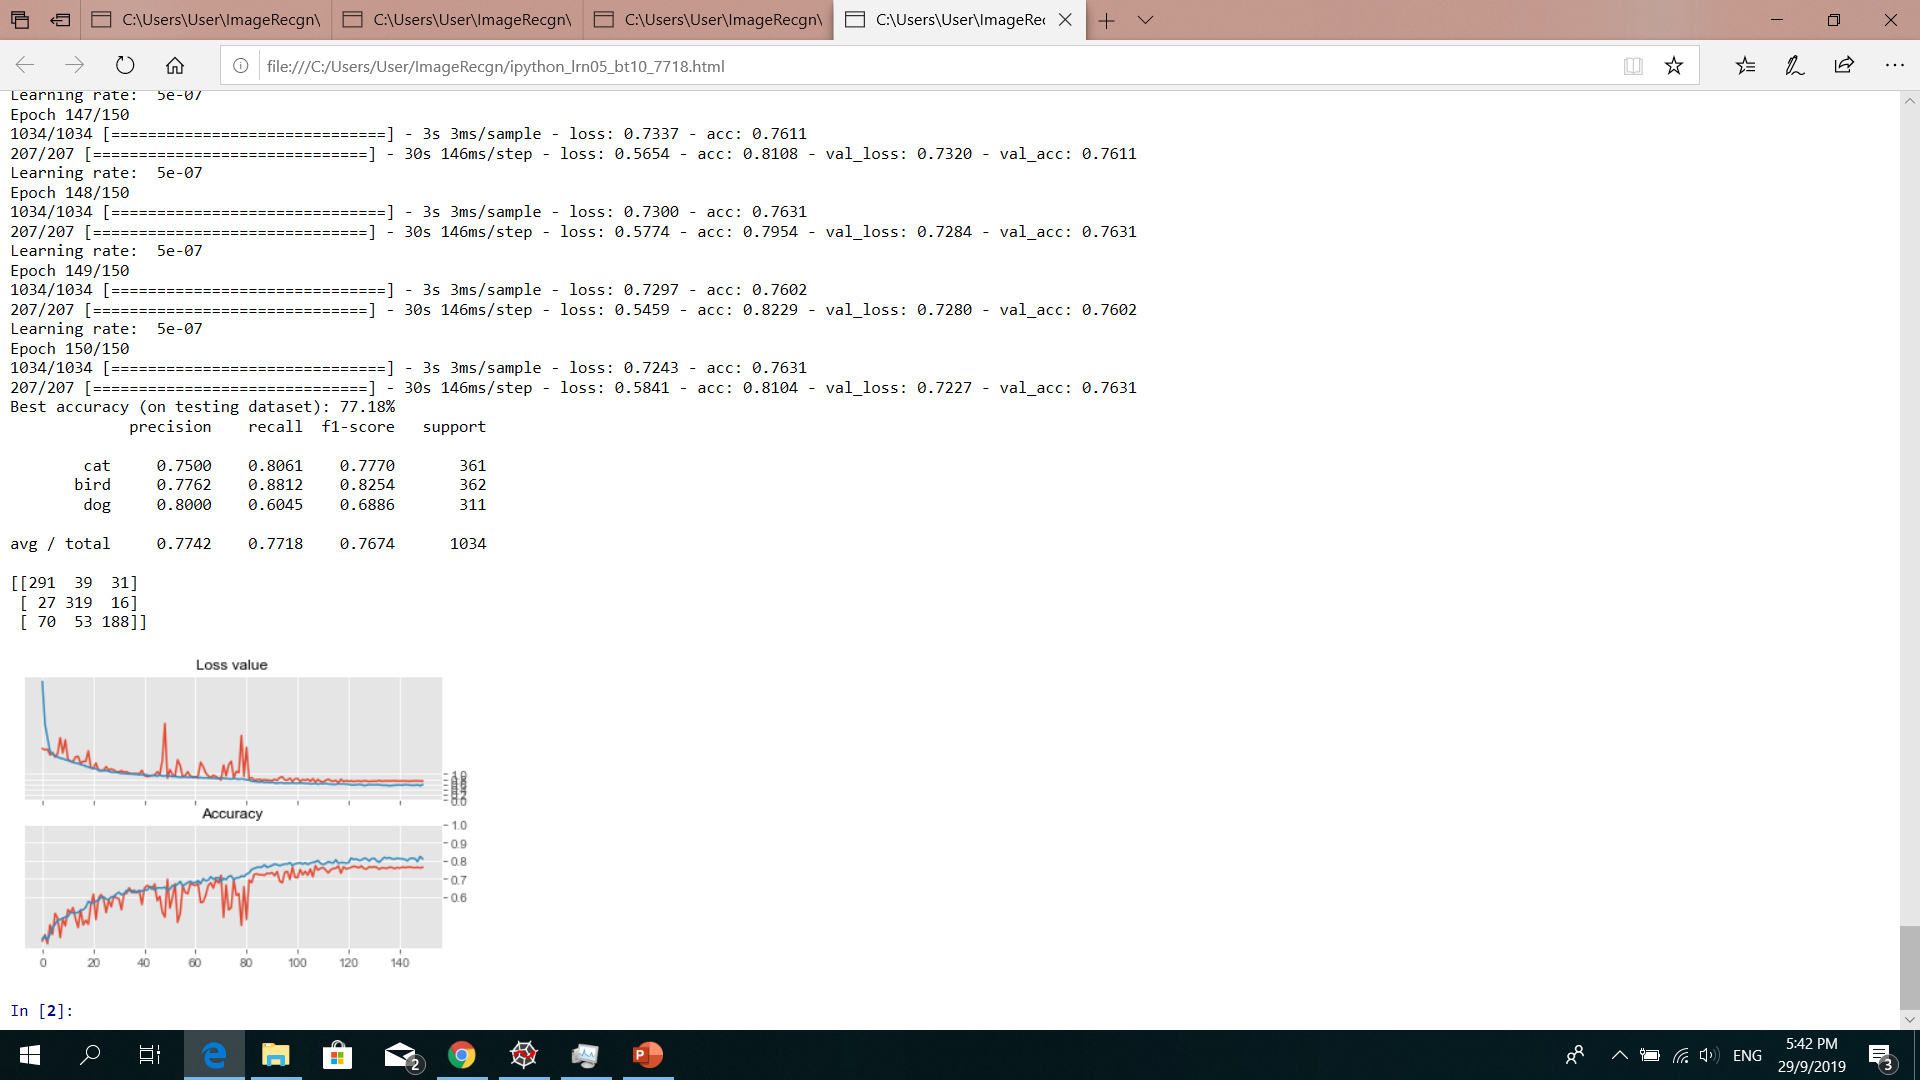 C:\Users\User\ImageRecgn\ C:\Users\User\ImageRecgn\ C:\Users\User\ImageRecgn\ C:\Users\User\ImageRec
file:///C:/Users/User/ImageRecgn/ipython_lrn05_bt10_7718.html
Learning rate:  5e-07
Epoch 147/150
1034/1034 [==============================] - 3s 3ms/sample - loss: 0.7337 - acc: 0.7611
207/207 [==============================] - 30s 146ms/step - loss: 0.5654 - acc: 0.8108 - val_loss: 0.7320 - val_acc: 0.7611
Learning rate:  5e-07
Epoch 148/150
1034/1034 [==============================] - 3s 3ms/sample - loss: 0.7300 - acc: 0.7631
207/207 [==============================] - 30s 146ms/step - loss: 0.5774 - acc: 0.7954 - val_loss: 0.7284 - val_acc: 0.7631
Learning rate:  5e-07
Epoch 149/150
1034/1034 [==============================] - 3s 3ms/sample - loss: 0.7297 - acc: 0.7602
207/207 [==============================] - 30s 146ms/step - loss: 0.5459 - acc: 0.8229 - val_loss: 0.7280 - val_acc: 0.7602
Learning rate:  5e-07
Epoch 150/150
1034/1034 [==============================] - 3s 3ms/sample - loss: 0.7243 - acc: 0.7631
207/207 [==============================] - 30s 146ms/step - loss: 0.5841 - acc: 0.8104 - val_loss: 0.7227 - val_acc: 0.7631
Best accuracy (on testing dataset): 77.18%
precision    recall  f1-score   support
cat     0.7500    0.8061    0.7770       361
bird     0.7762    0.8812    0.8254       362
dog     0.8000    0.6045    0.6886       311
avg / total     0.7742    0.7718    0.7674      1034
[[291  39  31]
[ 27 319  16]
[ 70  53 188]]
Loss value
1.0
0.0
Accuracy
1.0
0.9
0.8
0.7
0.6
0 20 40 60 80 100 120 140
In [2]:
2
P
ENG
5:42 PM
29/9/2019
3